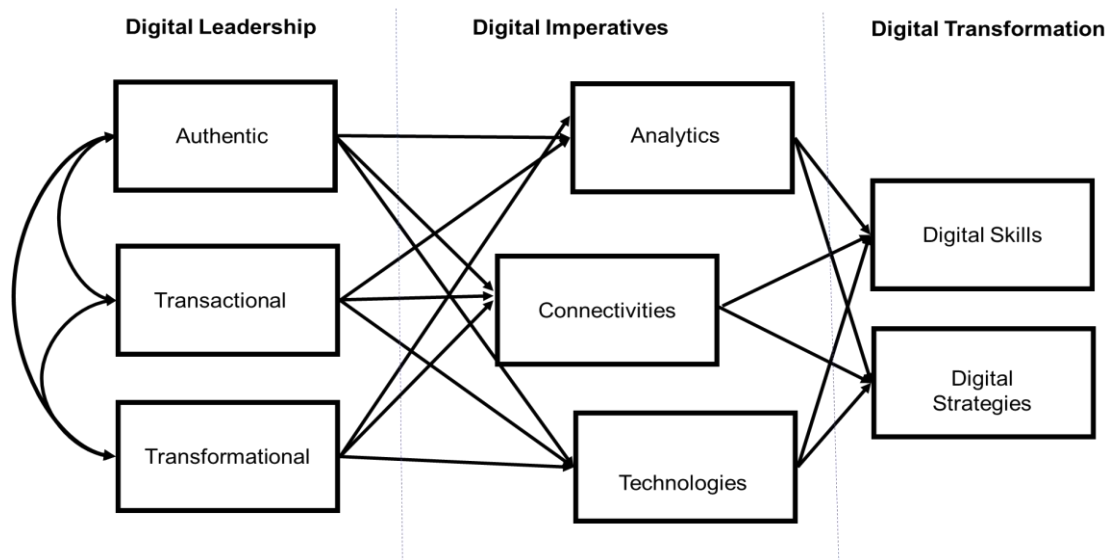 Digital Leadership
Digital Imperatives
Digital Transformation
Authentic
Analytics
Digital Skills
Transactional
Connectivities
Digital
Strategies
Transformational
Technologies